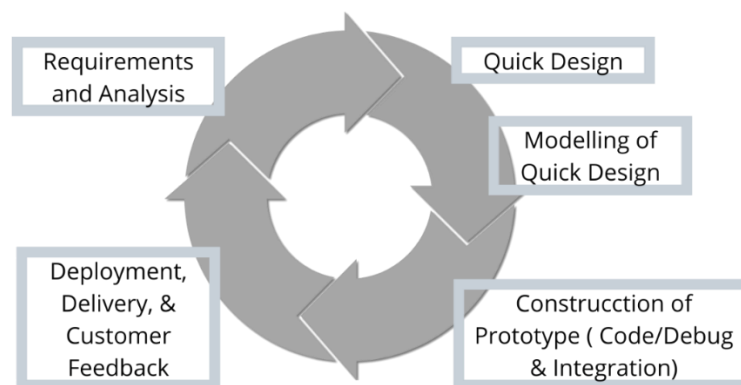 Requirements
and Analysis
Quick Design
Modelling of
Quick Design
Construcction of
Prototype ( Code/Debug
& Integration)
Deployment,
Delivery, &
Customer
Feedback